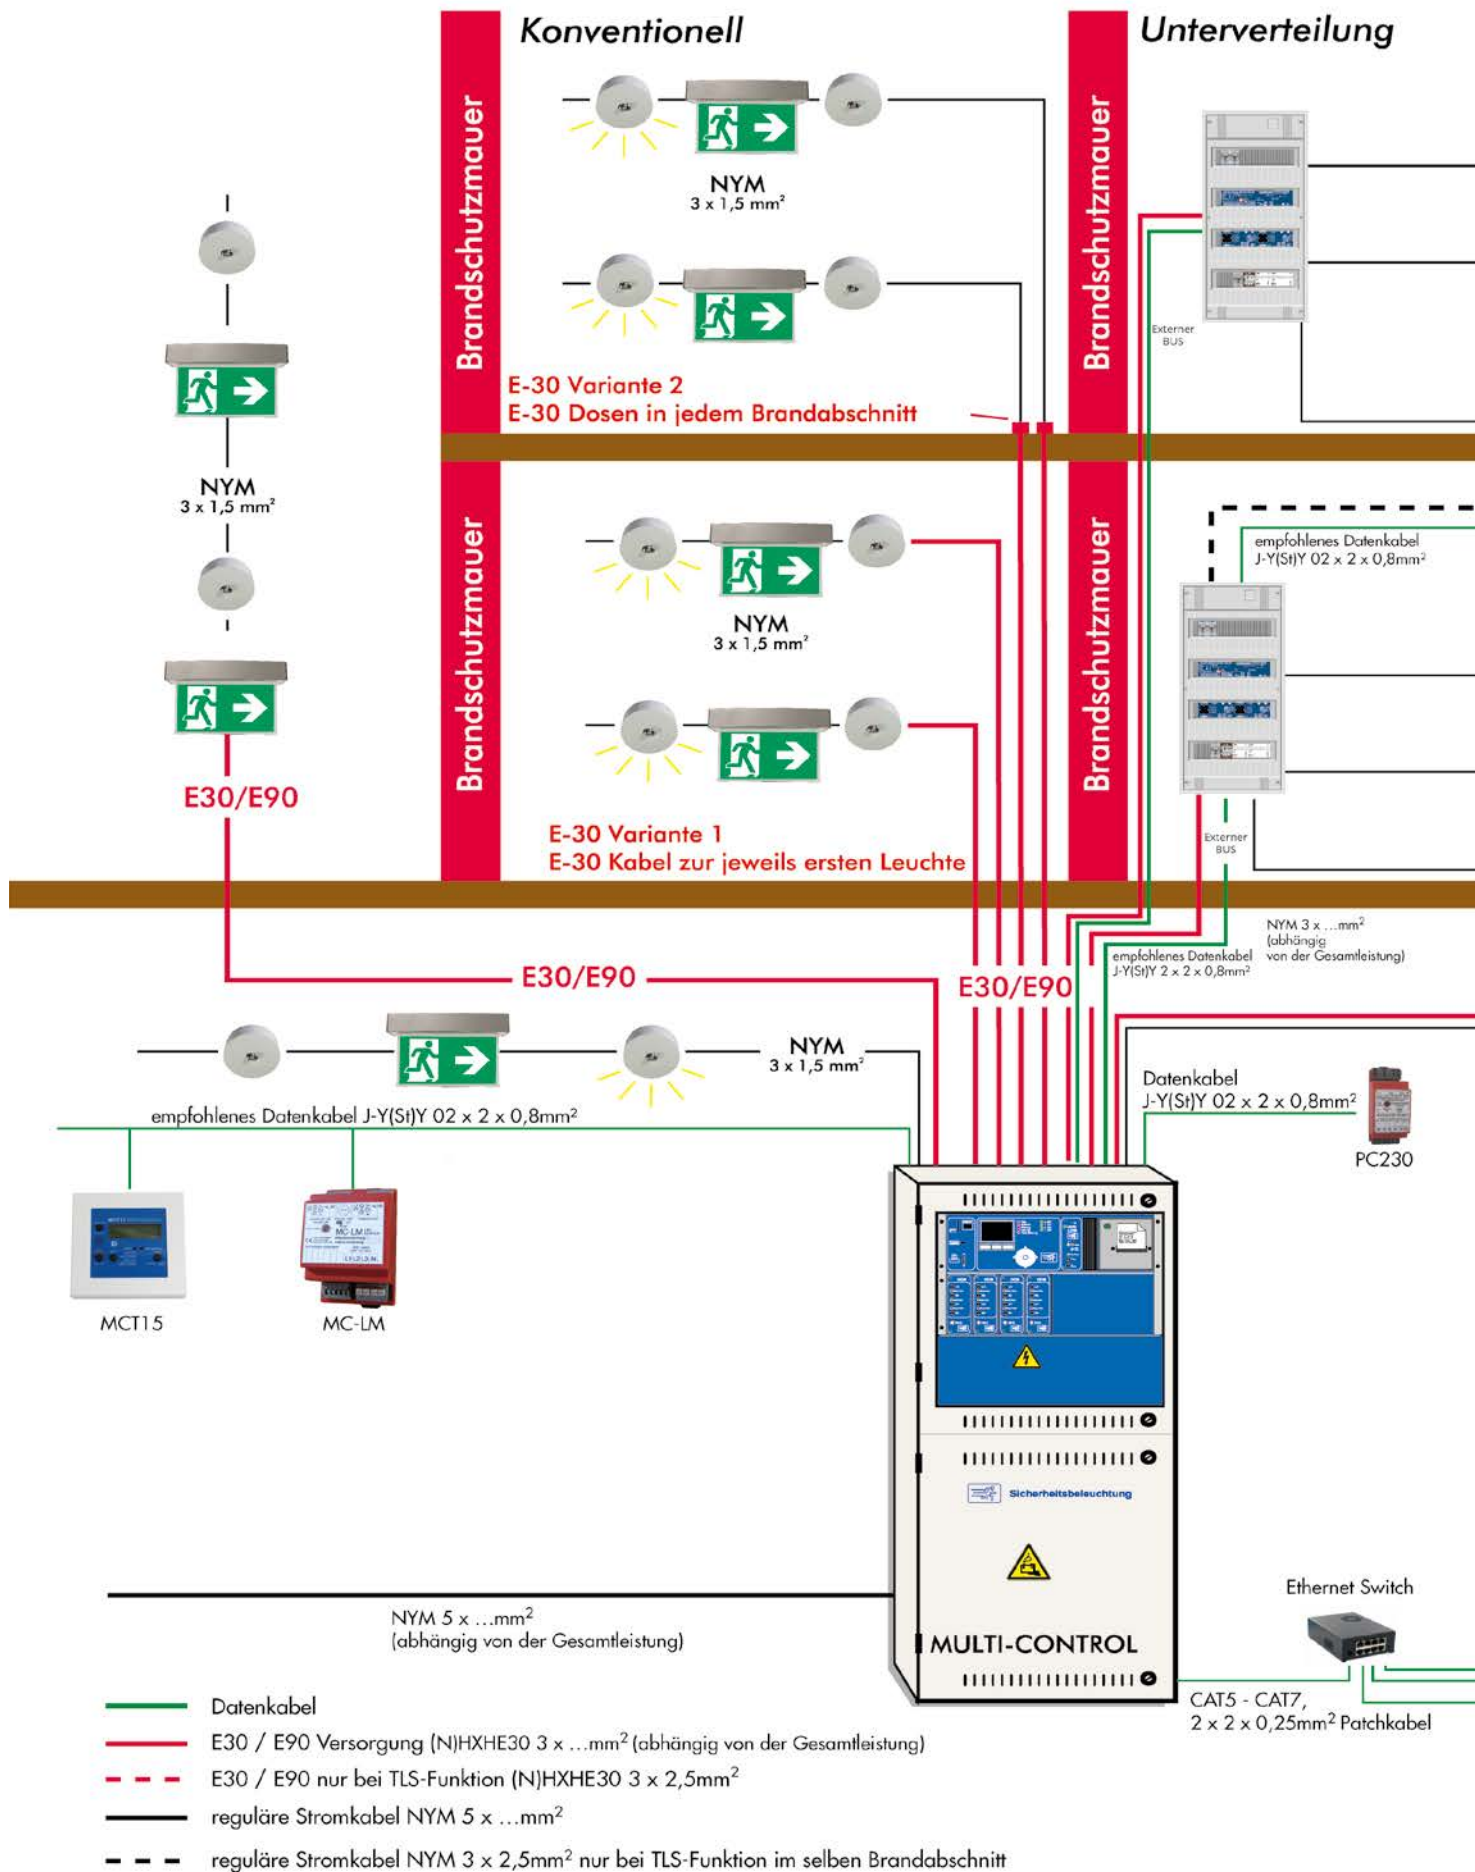 Konventionell
Unterverteilung
Brandschutzmauer
Brandschutzmauer
NYM
3 x 1,5 mm²
Externer
BUS
E-30 Variante 2
E-30 Dosen in jedem Brandabschnitt
NYM
3 x 1,5 mm²
Brandschutzmauer
Brandschutzmauer
empfohlenes Datenkabel
J-Y(St)Y 02 x 2 x 0,8mm²
NYM
3 x 1,5 mm²
E30/E90
E-30 Variante 1
E-30 Kabel zur jeweils ersten Leuchte
Externer
BUS
NYM 3 x ...mm²
(abhängig
von der Gesamtleistung)
empfohlenes Datenkabel
J-Y(St)Y 2 x 2 x 0,8mm²
E30/E90
E30/E90
NYM
3 x 1,5 mm²
Datenkabel
J-Y(St)Y 02 x 2 x 0,8mm²
empfohlenes Datenkabel J-Y(St)Y 02 x 2 x 0,8mm²
PC230
MC-LM
MCT15
MC-LM
Sicherheitsbeleuchtung
Ethernet Switch
NYM 5 x ...mm²
(abhängig von der Gesamtleistung)
MULTI-CONTROL
CAT5 - CAT7,
2 x 2 x 0,25mm² Patchkabel
Datenkabel
E30 / E90 Versorgung (N)HXHE30 3 x ...mm² (abhängig von der Gesamtleistung)
E30 / E90 nur bei TLS-Funktion (N)HXHE30 3 x 2,5mm²
reguläre Stromkabel NYM 5 x ...mm²
reguläre Stromkabel NYM 3 x 2,5mm² nur bei TLS-Funktion im selben Brandabschnitt